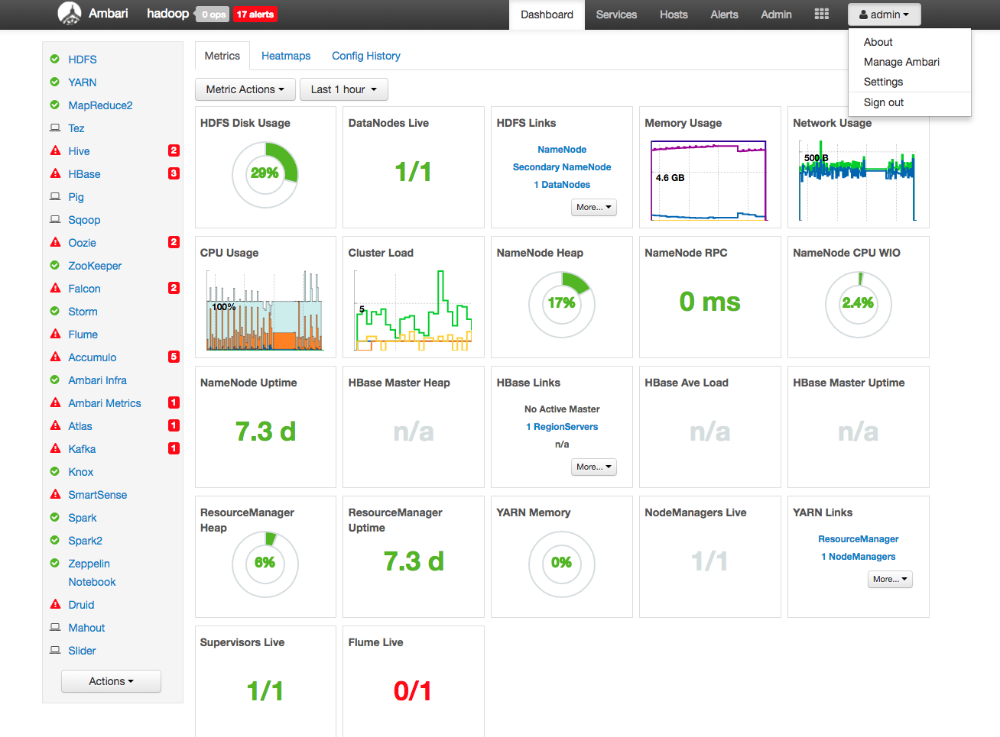 Ambari hadoop 0 ops 17 alerts Dashboard Services Hosts Alerts Admin admin
About
Manage Ambari
Settings
Sign out
HDFS
YARN
MapReduce2
Tez
Hive 2
HBase 3
Pig
Sqoop
Oozie 2
ZooKeeper
Falcon 2
Storm
Flume
Accumulo 5
Ambari Infra
Ambari Metrics 1
Atlas 1
Kafka 1
Knox
SmartSense
Spark
Spark2
Zeppelin
Notebook
Druid
Mahout
Slider
Actions
Metrics Heatmaps Config History
Metric Actions Last 1 hour
HDFS Disk Usage
29%
DataNodes Live
1/1
HDFS Links
NameNode
Secondary NameNode
1 DataNodes
More...
Memory Usage
4.6 GB
Network Usage
500 B
CPU Usage
100%
Cluster Load
5
NameNode Heap
17%
NameNode RPC
0 ms
NameNode CPU WIO
2.4%
NameNode Uptime
7.3 d
HBase Master Heap
n/a
HBase Links
No Active Master
1 RegionServers
n/a
More...
HBase Ave Load
n/a
HBase Master Uptime
n/a
ResourceManager
Heap
6%
ResourceManager
Uptime
7.3 d
YARN Memory
0%
NodeManagers Live
1/1
YARN Links
ResourceManager
1 NodeManagers
More...
Supervisors Live
1/1
Flume Live
0/1